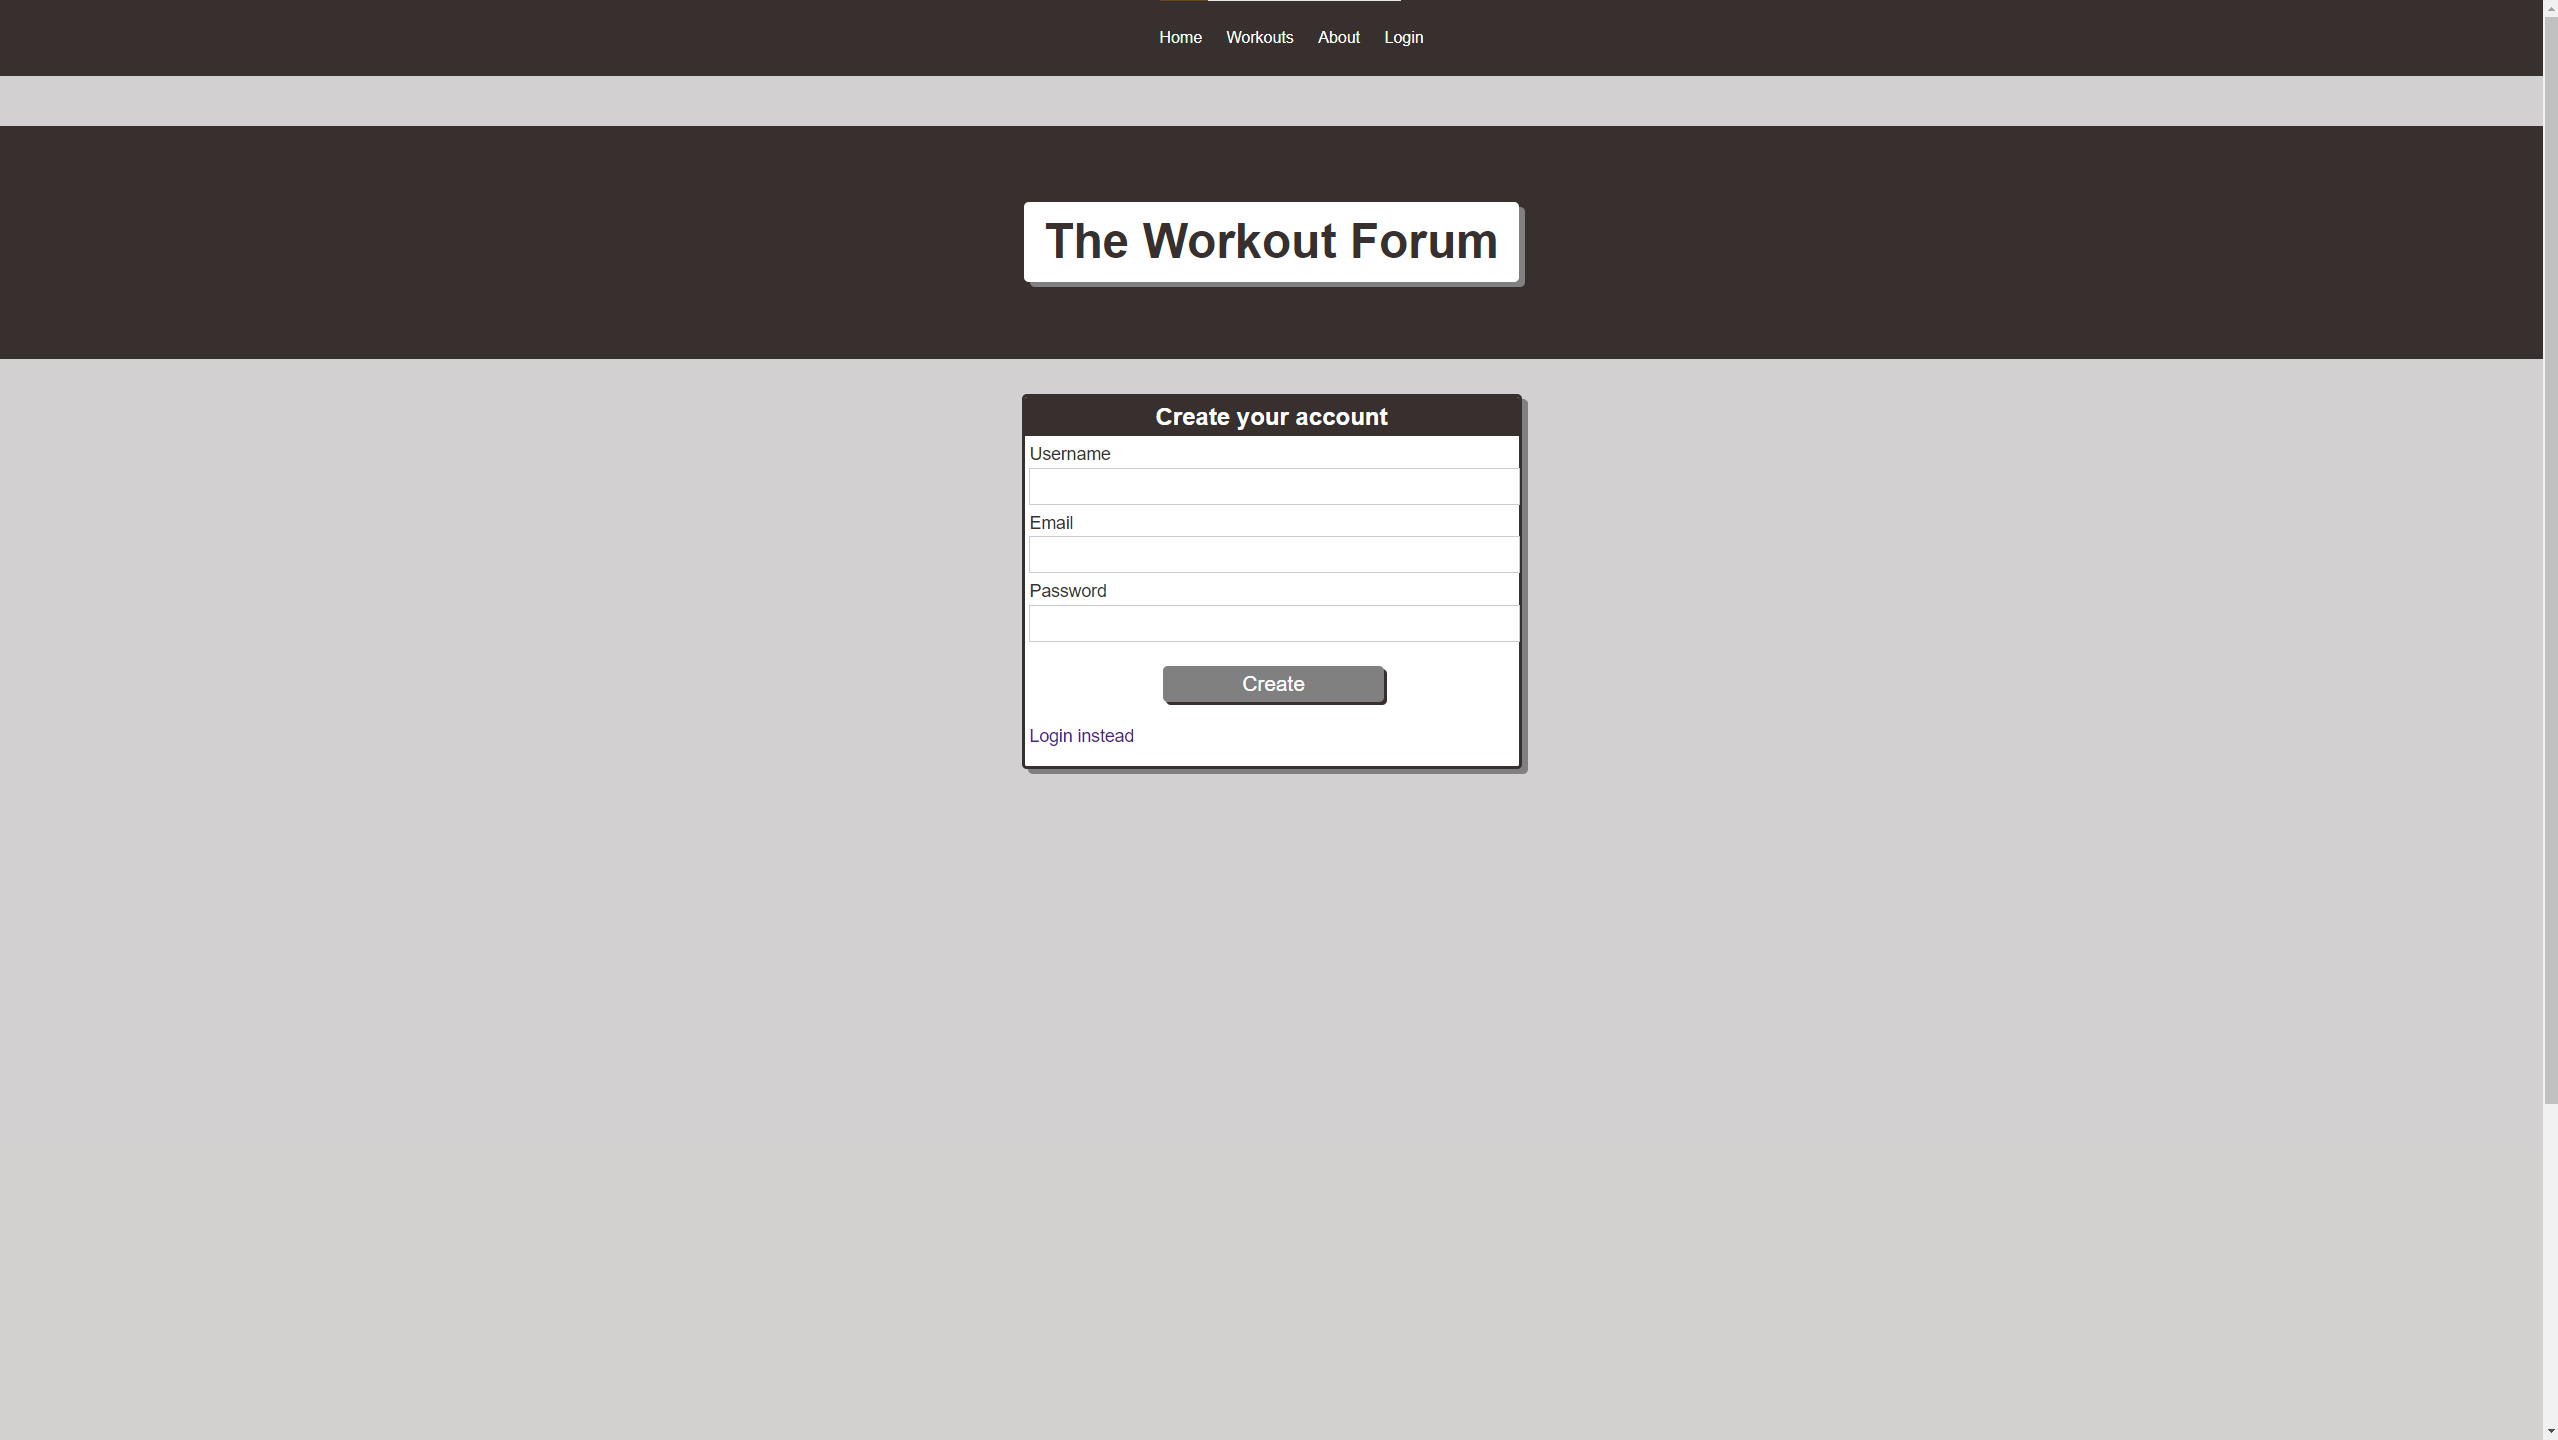 Home Workouts About Login
The Workout Forum
Create your account
Username
Email
Password
Create
Login instead